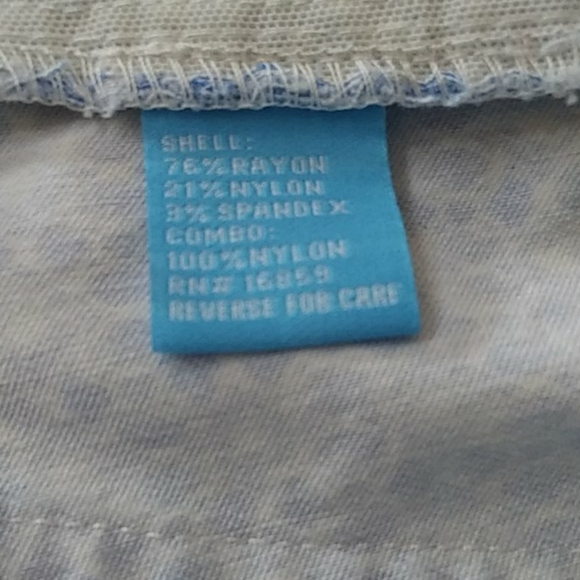 SHELL:
76% RAYON
21% NYLON
3% SPANDEX
COMBO:
100% NYLON
RN# 16859
REVERSE FOR CARE